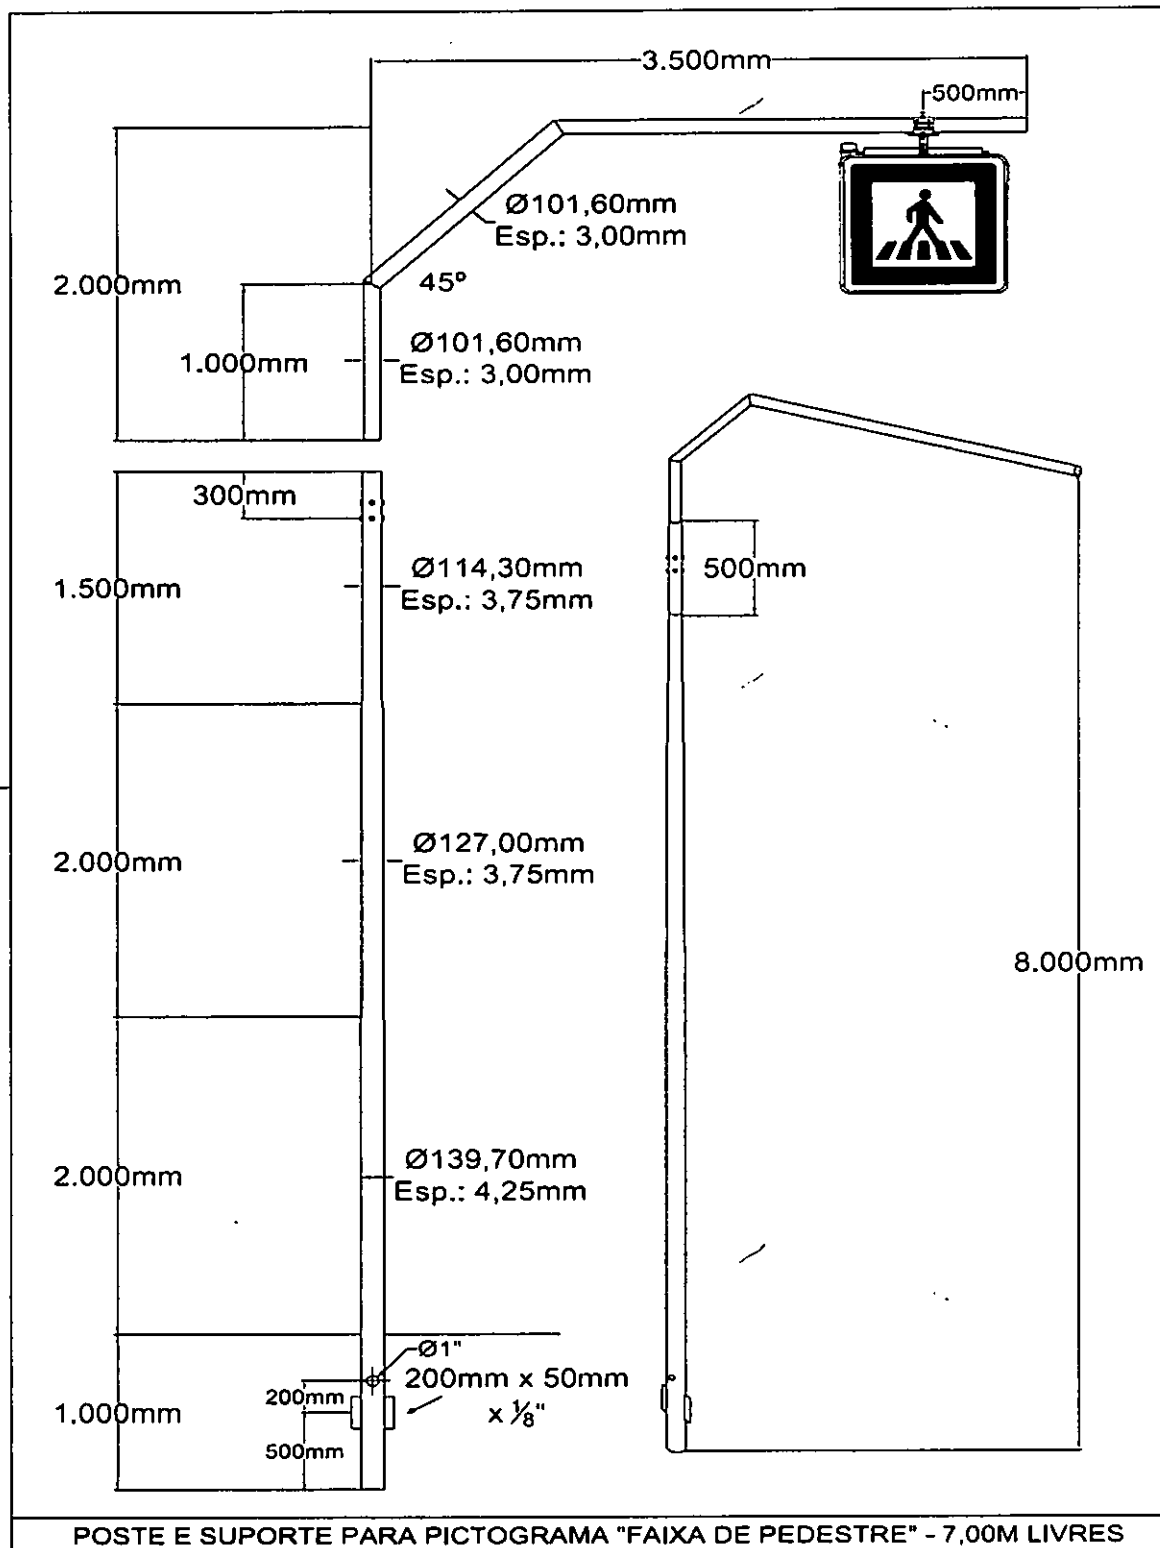 3.500mm
500mm
Ø101,60mm
Esp.: 3,00mm
2.000mm
45º
1.000mm
Ø101,60mm
Esp.: 3,00mm
300mm
1.500mm
Ø114,30mm
Esp.: 3,75mm
500mm
2.000mm
Ø127,00mm
Esp.: 3,75mm
8.000mm
2.000mm
Ø139,70mm
Esp.: 4,25mm
Ø1"
200mm
200mm x 50mm
x ⅛"
1.000mm
500mm
POSTE E SUPORTE PARA PICTOGRAMA "FAIXA DE PEDESTRE" - 7,00M LIVRES